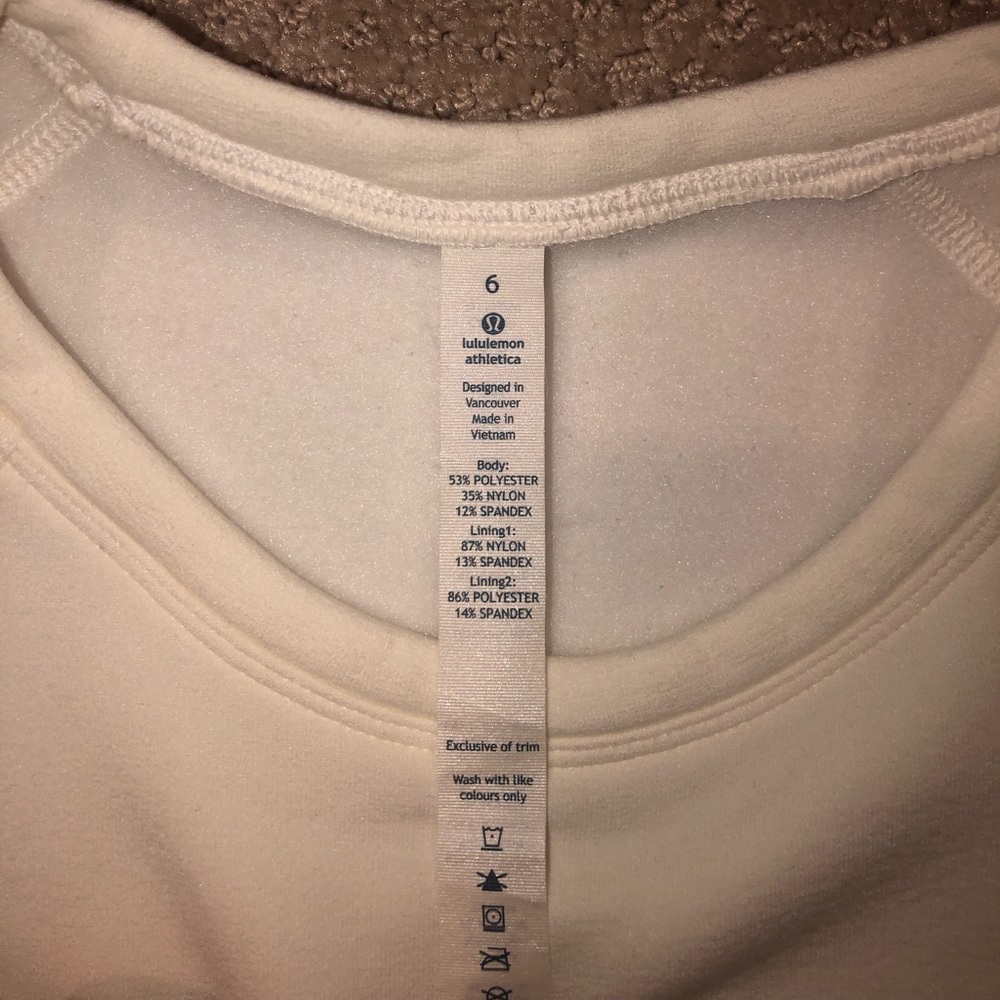 6
lululemon
athletica
Designed in
Vancouver
Made in
Vietnam
Body:
53% POLYESTER
35% NYLON
12% SPANDEX
Lining1:
87% NYLON
13% SPANDEX
Lining2:
86% POLYESTER
14% SPANDEX
Exclusive of trim
Wash with like
colours only